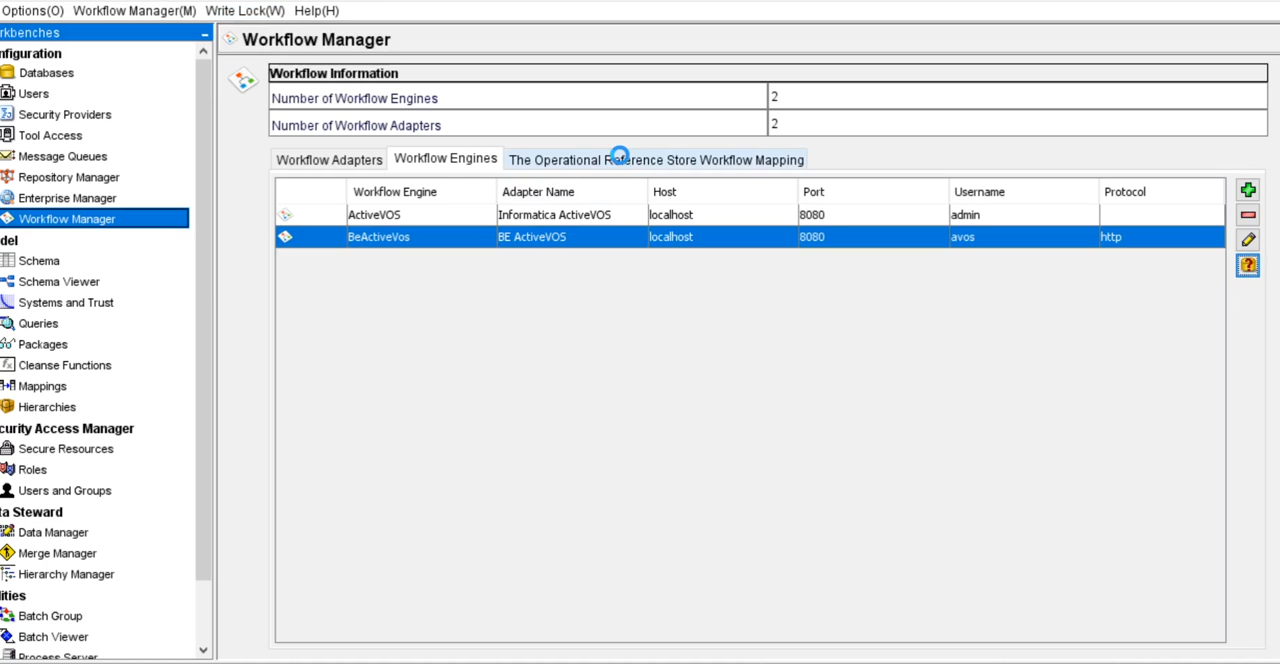 Options(O) Workflow Manager(M) Write Lock(W) Help(H)
rkbenches
nfiguration
Databases
Users
Security Providers
Tool Access
Message Queues
Repository Manager
Enterprise Manager
Workflow Manager
del
Schema
Schema Viewer
Systems and Trust
Queries
Packages
Cleanse Functions
Mappings
Hierarchies
curity Access Manager
Secure Resources
Roles
Users and Groups
ta Steward
Data Manager
Merge Manager
Hierarchy Manager
lities
Batch Group
Batch Viewer
Process Server
Workflow Manager
Workflow Information
Number of Workflow Engines 2
Number of Workflow Adapters 2
Workflow Adapters Workflow Engines The Operational Reference Store Workflow Mapping
Workflow Engine Adapter Name Host Port Username Protocol
ActiveVOS Informatica ActiveVOS localhost 8080 admin
BeActiveVos BE ActiveVOS localhost 8080 avos http